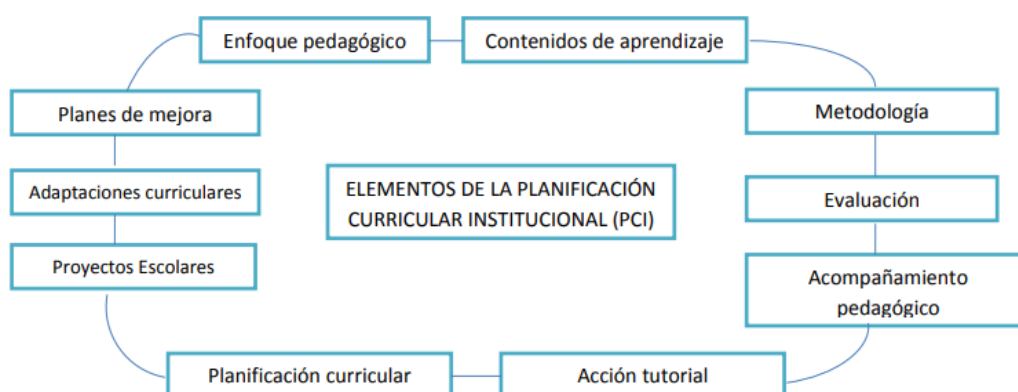 Enfoque pedagógico
Contenidos de aprendizaje
Planes de mejora
Metodología
Adaptaciones curriculares
ELEMENTOS DE LA PLANIFICACIÓN
CURRICULAR INSTITUCIONAL (PCI)
Evaluación
Proyectos Escolares
Acompañamiento
pedagógico
Planificación curricular
Acción tutorial